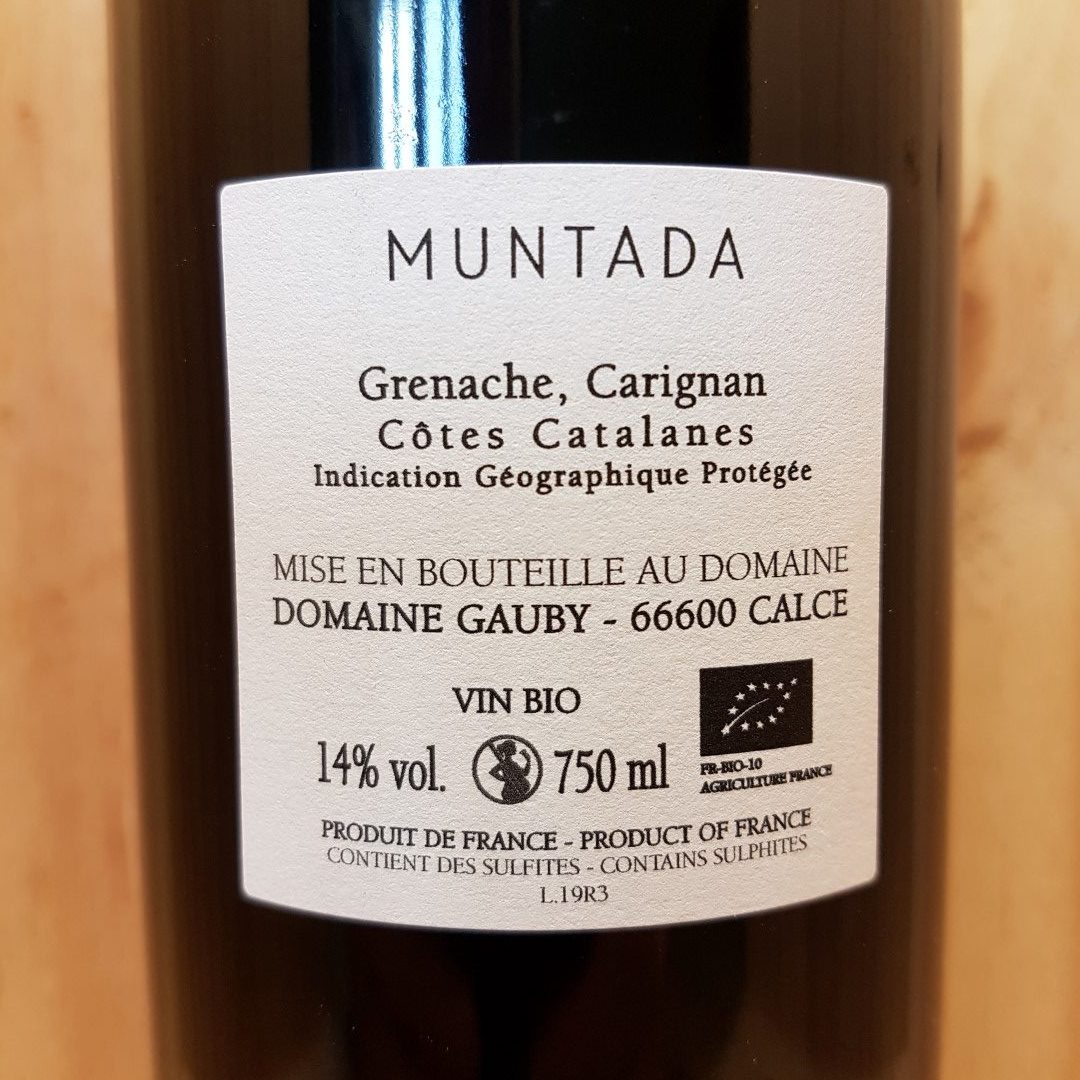 MUNTADA
Grenache, Carignan
Côtes Catalanes
Indication Géographique Protégée
MISE EN BOUTEILLE AU DOMAINE
DOMAINE GAUBY - 66600 CALCE
VIN BIO
14% vol. 750 ml
FR-BIO-10
AGRICULTURE FRANCE
PRODUIT DE FRANCE - PRODUCT OF FRANCE
CONTIENT DES SULFITES - CONTAINS SULPHITES
L.19R3